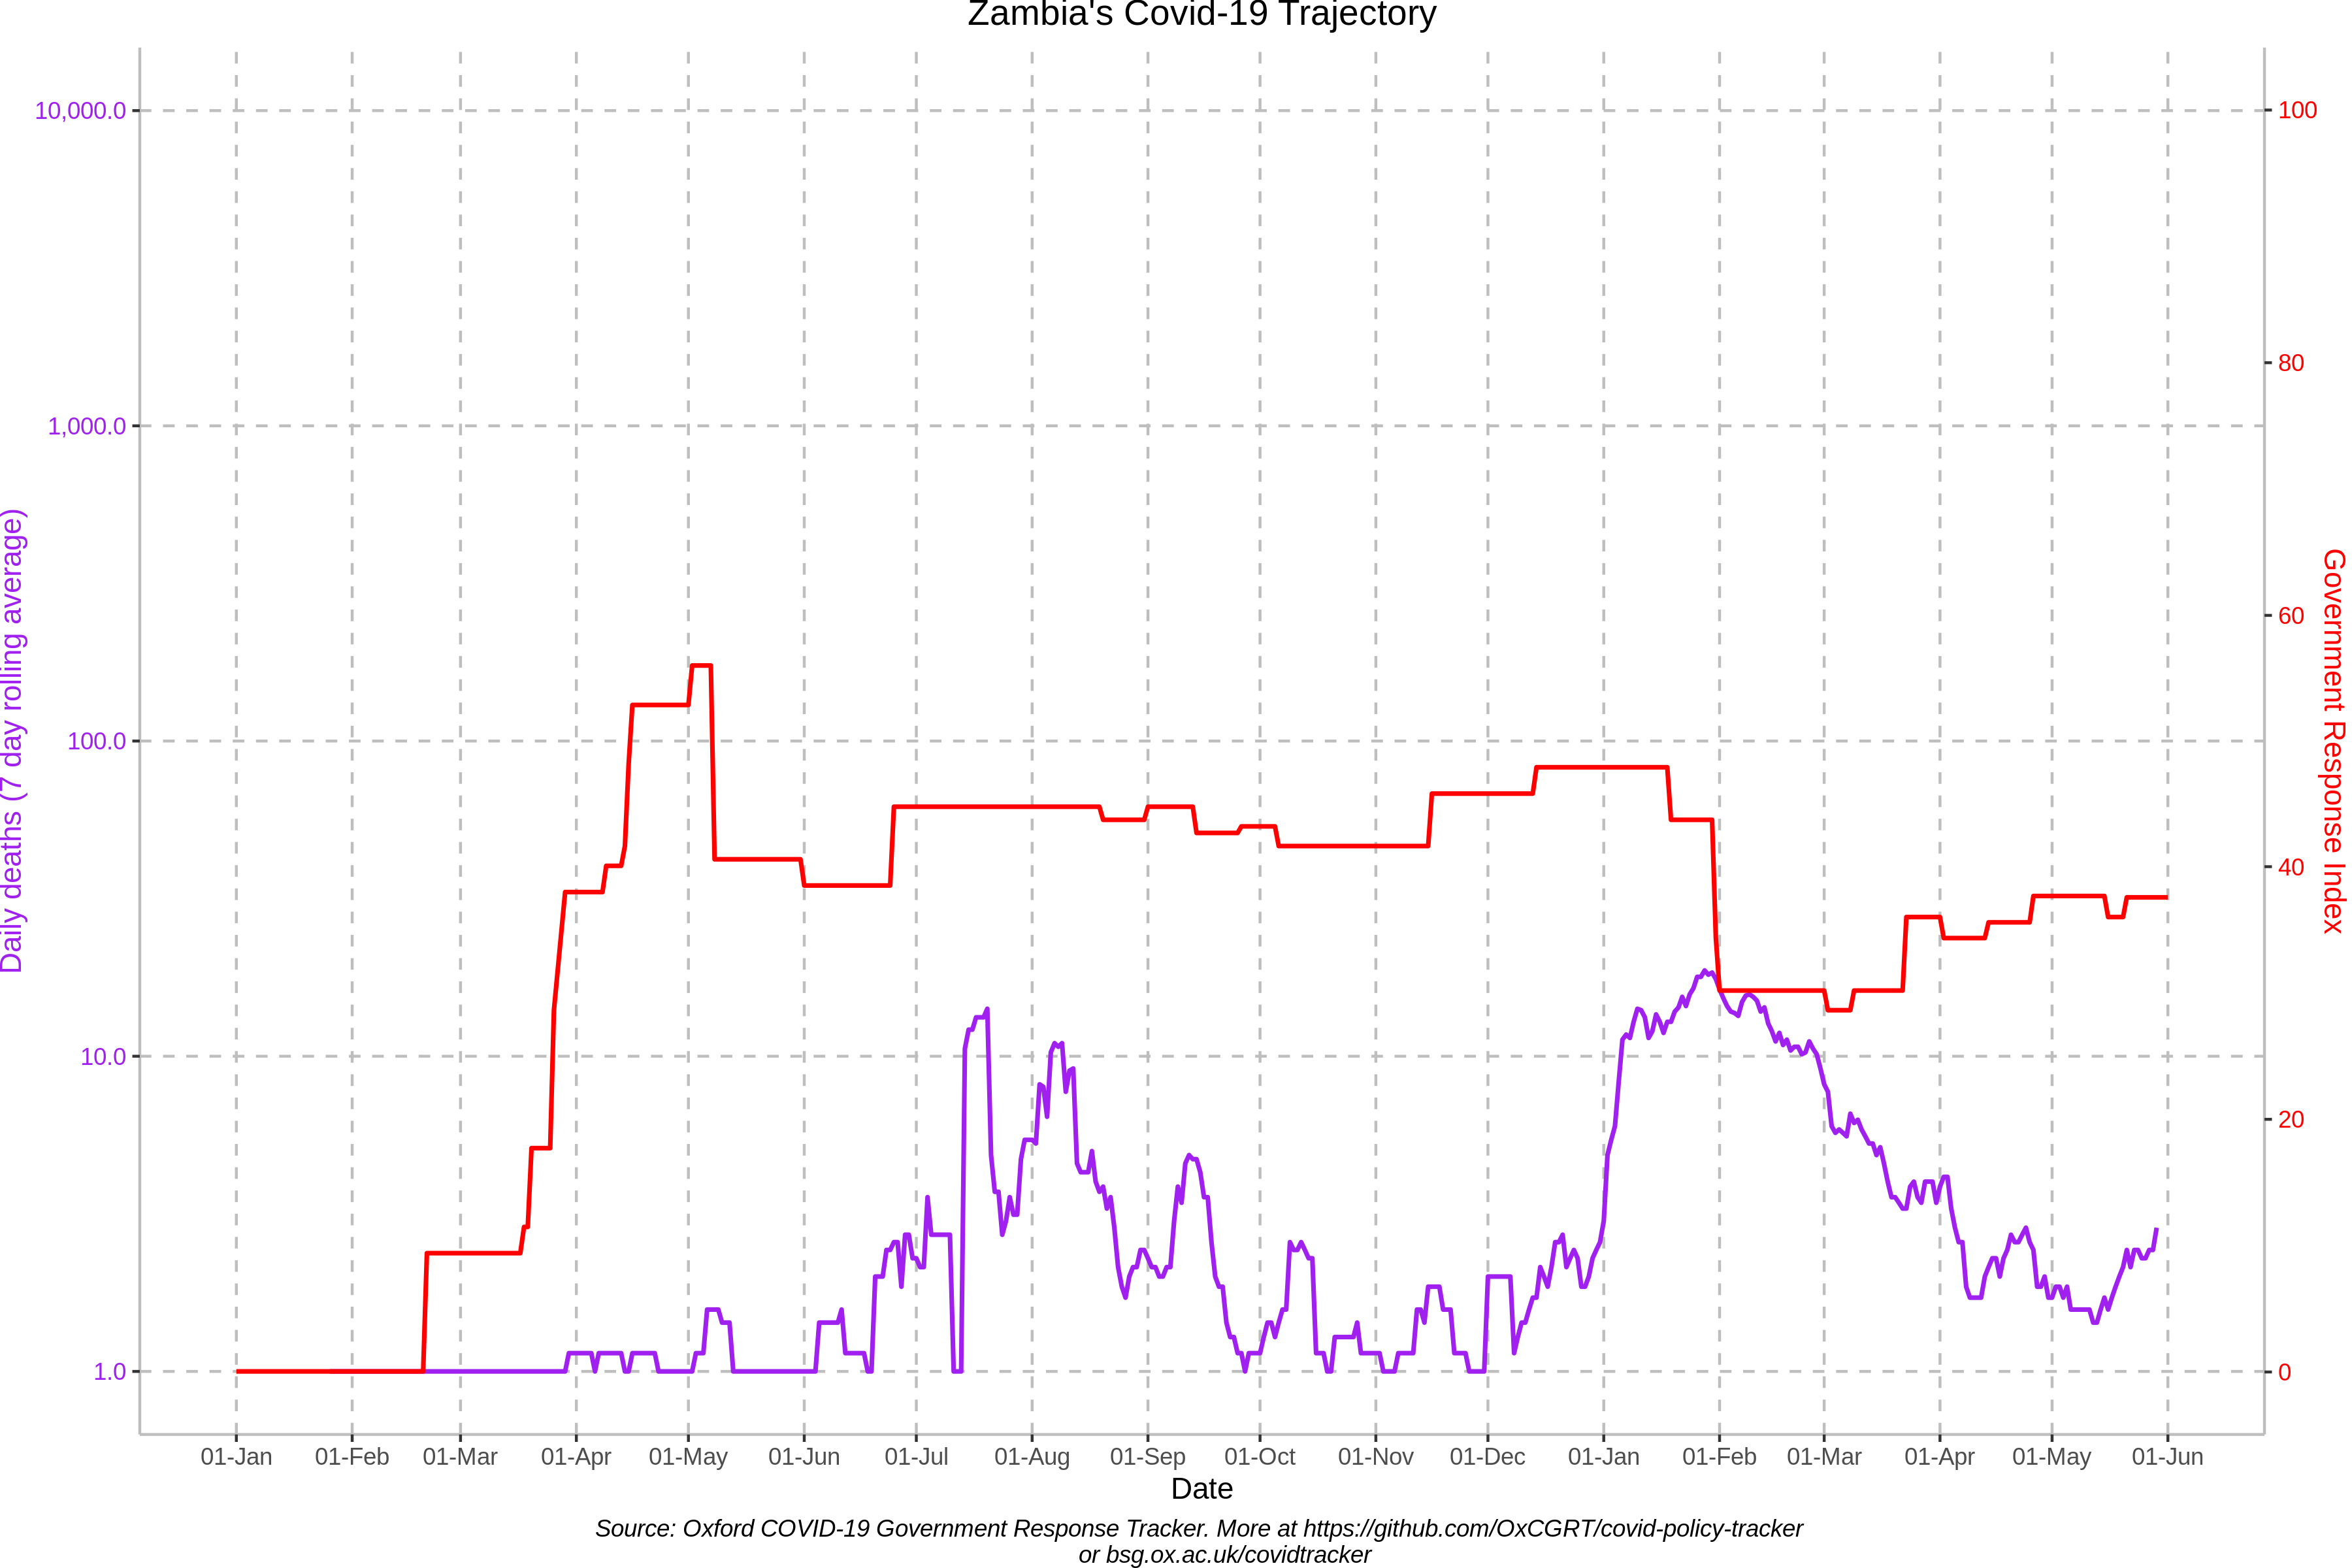 Zambia's Covid-19 Trajectory
10,000.0
1,000.0
100.0
10.0
1.0
Daily deaths (7 day rolling average)
100
80
60
40
20
0
Government Response Index
01-Jan 01-Feb 01-Mar 01-Apr 01-May 01-Jun 01-Jul 01-Aug 01-Sep 01-Oct 01-Nov 01-Dec 01-Jan 01-Feb 01-Mar 01-Apr 01-May 01-Jun
Date
Source: Oxford COVID-19 Government Response Tracker. More at https://github.com/OxCGRT/covid-policy-tracker
or bsg.ox.ac.uk/covidtracker